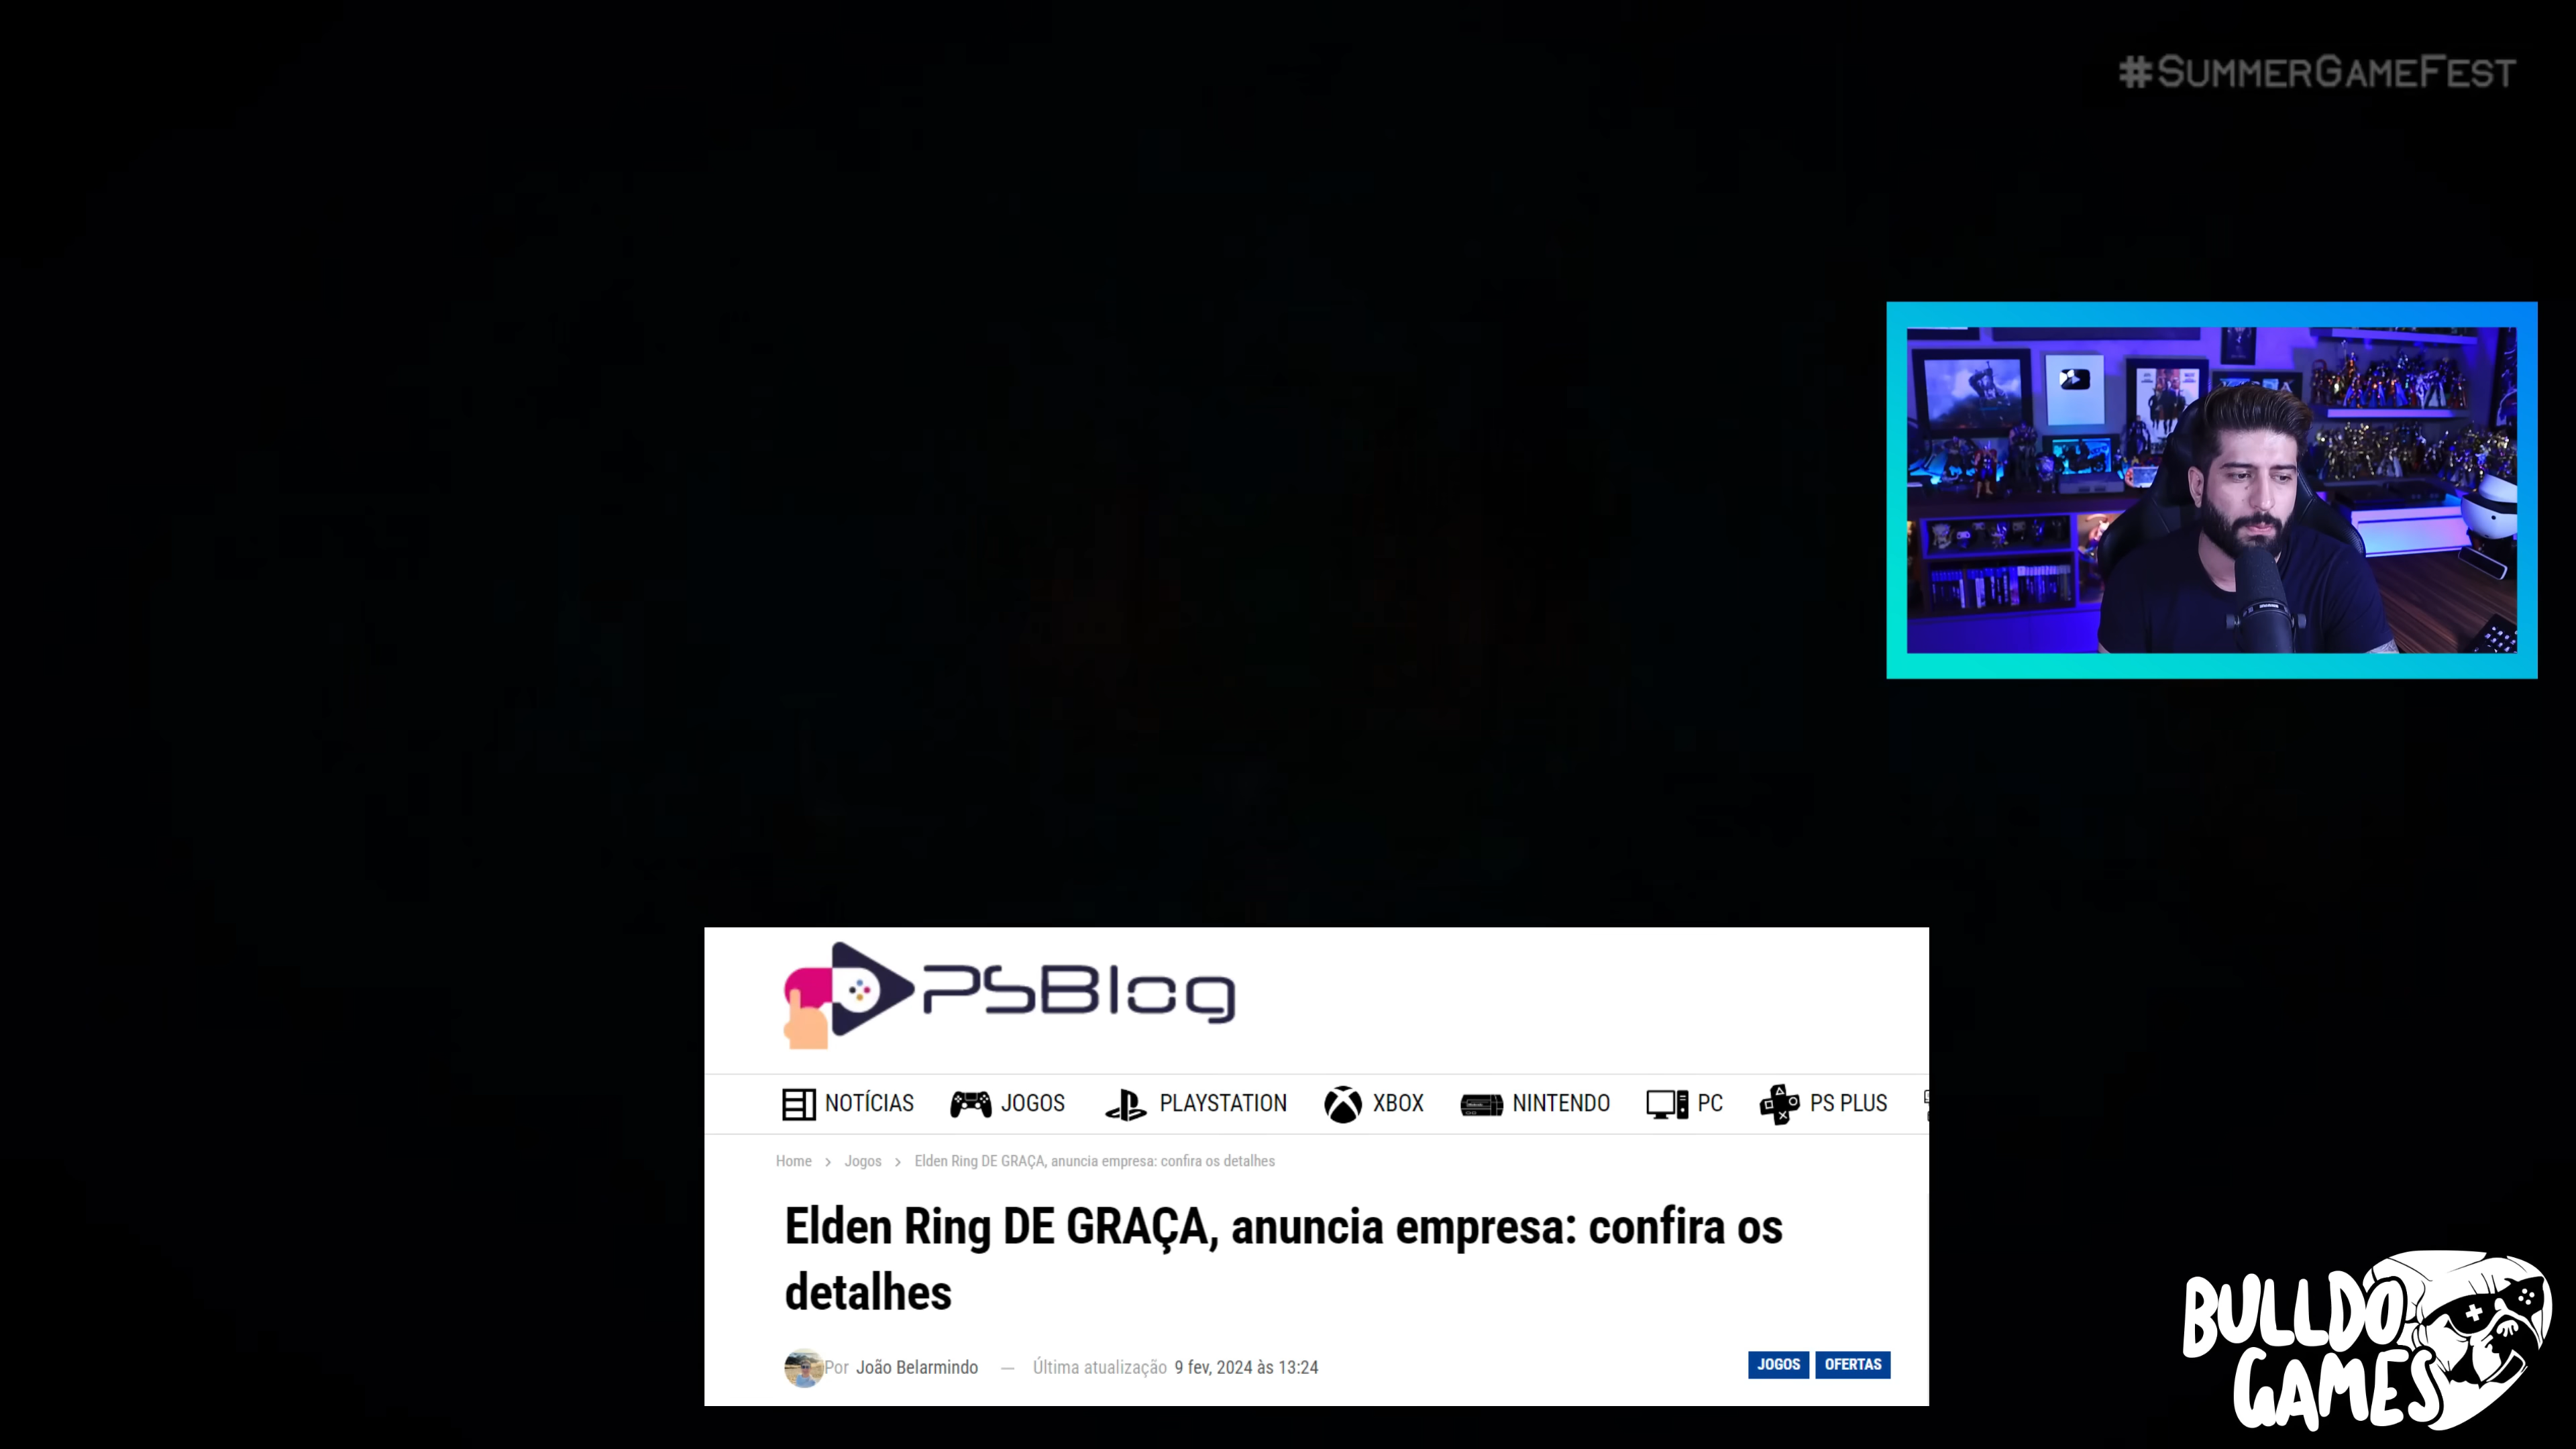 #SUMMERGAMEFEST
PSBlog
NOTÍCIAS JOGOS PLAYSTATION XBOX NINTENDO PC PS PLUS
Home > Jogos > Elden Ring DE GRAÇA, anuncia empresa: confira os detalhes
Elden Ring DE GRAÇA, anuncia empresa: confira os
detalhes
Por João Belarmindo — Última atualização 9 fev, 2024 às 13:24
JOGOS OFERTAS
BULLDOG
GAMES